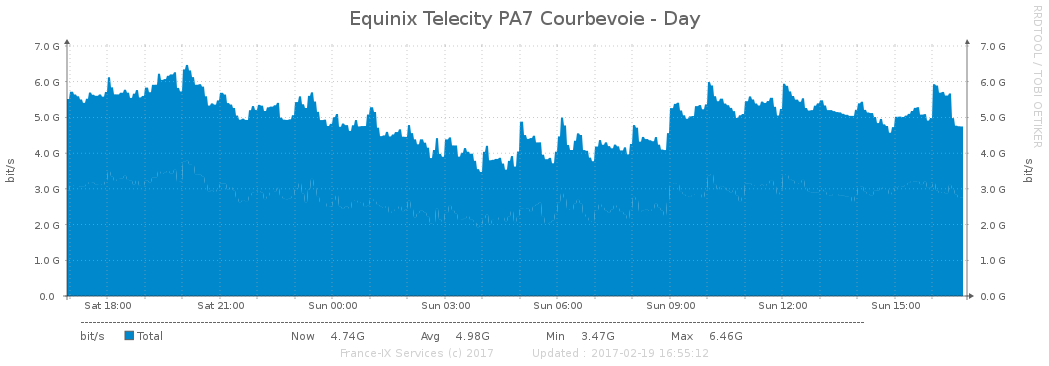 Equinix Telecity PA7 Courbevoie - Day
RRDTOOL / TOBI OETIKER
7.0 G 7.0 G
6.0 G 6.0 G
5.0 G 5.0 G
4.0 G 4.0 G
3.0 G 3.0 G
2.0 G 2.0 G
1.0 G 1.0 G
0.0 0.0 G
bit/s
bit/s
Sat 18:00 Sat 21:00 Sun 00:00 Sun 03:00 Sun 06:00 Sun 09:00 Sun 12:00 Sun 15:00
bit/s Total Now 4.74G Avg 4.98G Min 3.47G Max 6.46G
France-IX Services (c) 2017 Updated : 2017-02-19 16:55:12